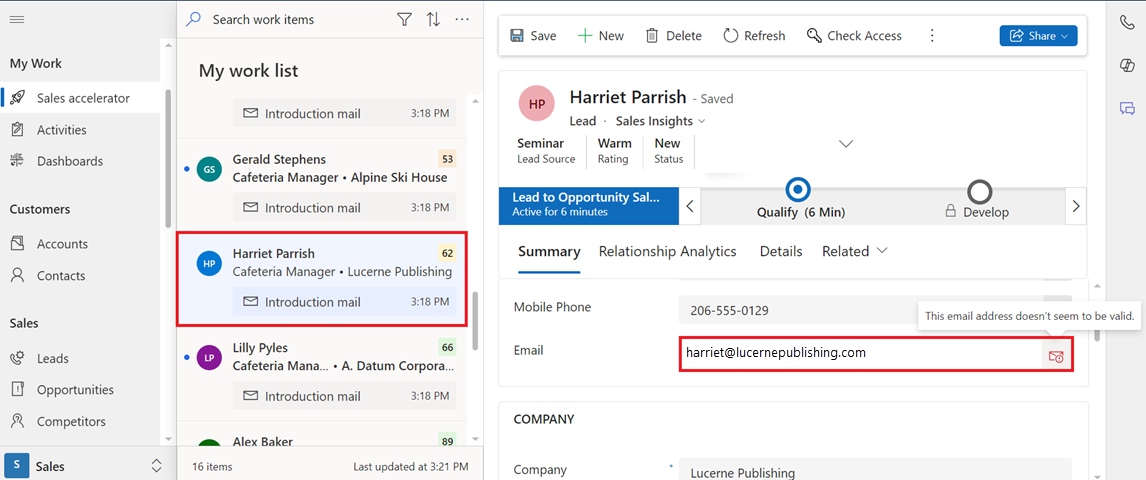 My Work
Sales accelerator
Activities
Dashboards
Customers
Accounts
Contacts
Sales
Leads
Opportunities
Competitors
S Sales
Search work items
My work list
Introduction mail 3:18 PM
GS Gerald Stephens 53
Cafeteria Manager • Alpine Ski House
Introduction mail 3:18 PM
HP Harriet Parrish 62
Cafeteria Manager • Lucerne Publishing
Introduction mail 3:18 PM
LP Lilly Pyles 66
Cafeteria Mana... • A. Datum Corpora...
Introduction mail 3:18 PM
Alex Baker 89
16 items Last updated at 3:21 PM
Save New Delete Refresh Check Access Share
HP Harriet Parrish - Saved
Lead · Sales Insights
Seminar Warm New
Lead Source Rating Status
Lead to Opportunity Sal...
Active for 6 minutes
Qualify (6 Min) Develop
Summary Relationship Analytics Details Related
Mobile Phone 206-555-0129
This email address doesn't seem to be valid.
Email harriet@lucernepublishing.com
COMPANY
Company * Lucerne Publishing